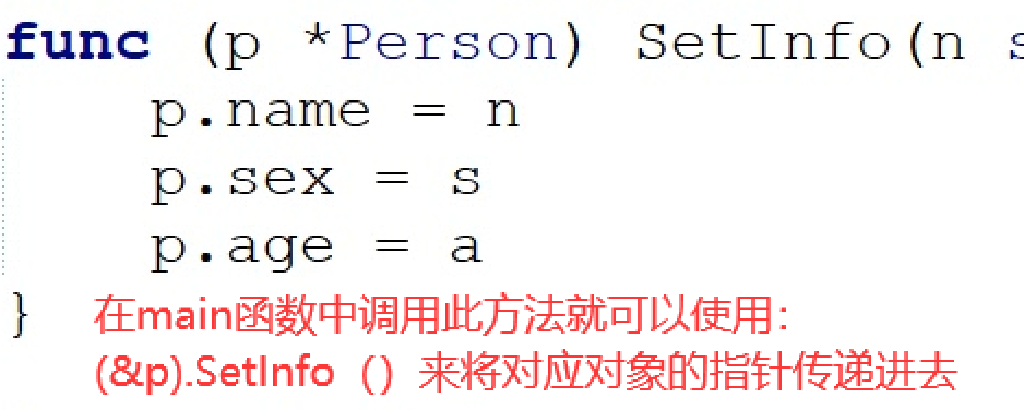 func (p *Person) SetInfo(n s
p.name = n
p.sex = s
p.age = a
} 在main函数中调用此方法就可以使用：
(&p).SetInfo（）来将对应对象的指针传递进去